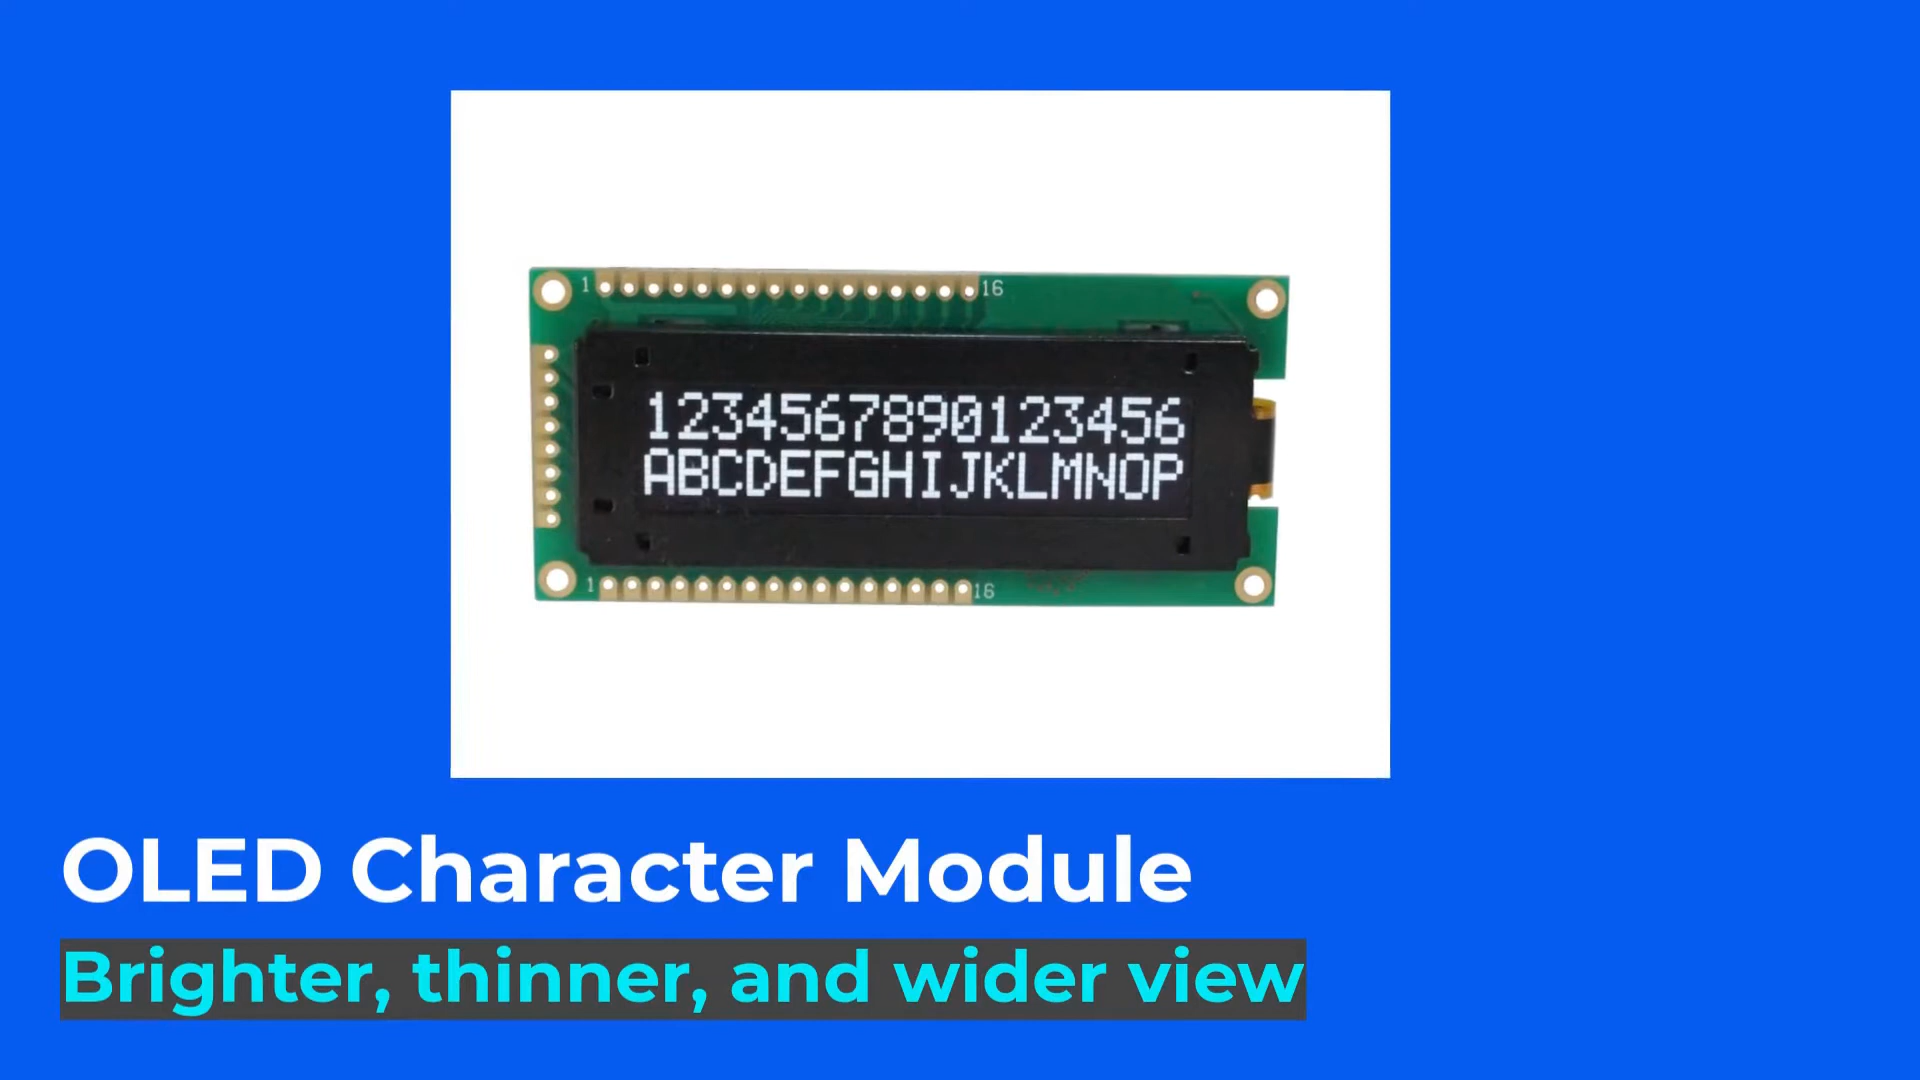 1 16
1234567890123456
ABCDEFGHIJKLMNOP
1 16
OLED Character Module
Brighter, thinner, and wider view